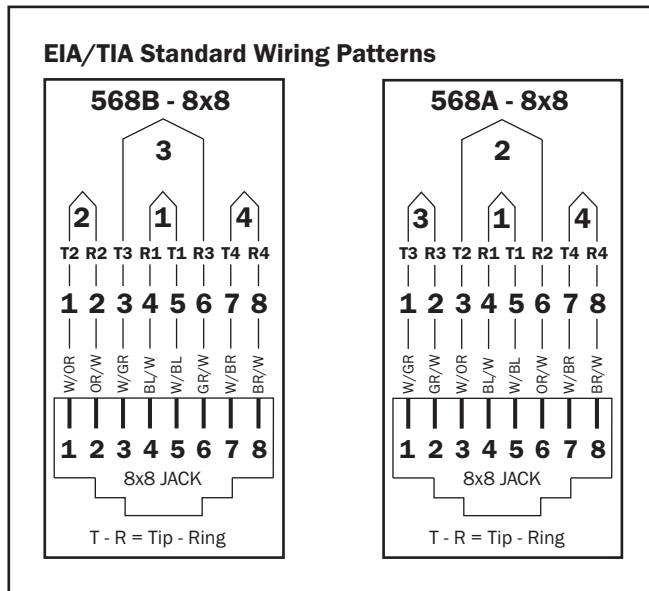 EIA/TIA Standard Wiring Patterns
568B - 8x8
3
2 1 4
T2 R2 T3 R1 T1 R3 T4 R4
1 2 3 4 5 6 7 8
W/OR OR/W W/GR BL/W W/BL GR/W W/BR BR/W
1 2 3 4 5 6 7 8
8x8 JACK
T - R = Tip - Ring
568A - 8x8
2
3 1 4
T3 R3 T2 R1 T1 R2 T4 R4
1 2 3 4 5 6 7 8
W/GR GR/W W/OR BL/W W/BL OR/W W/BR BR/W
1 2 3 4 5 6 7 8
8x8 JACK
T - R = Tip - Ring